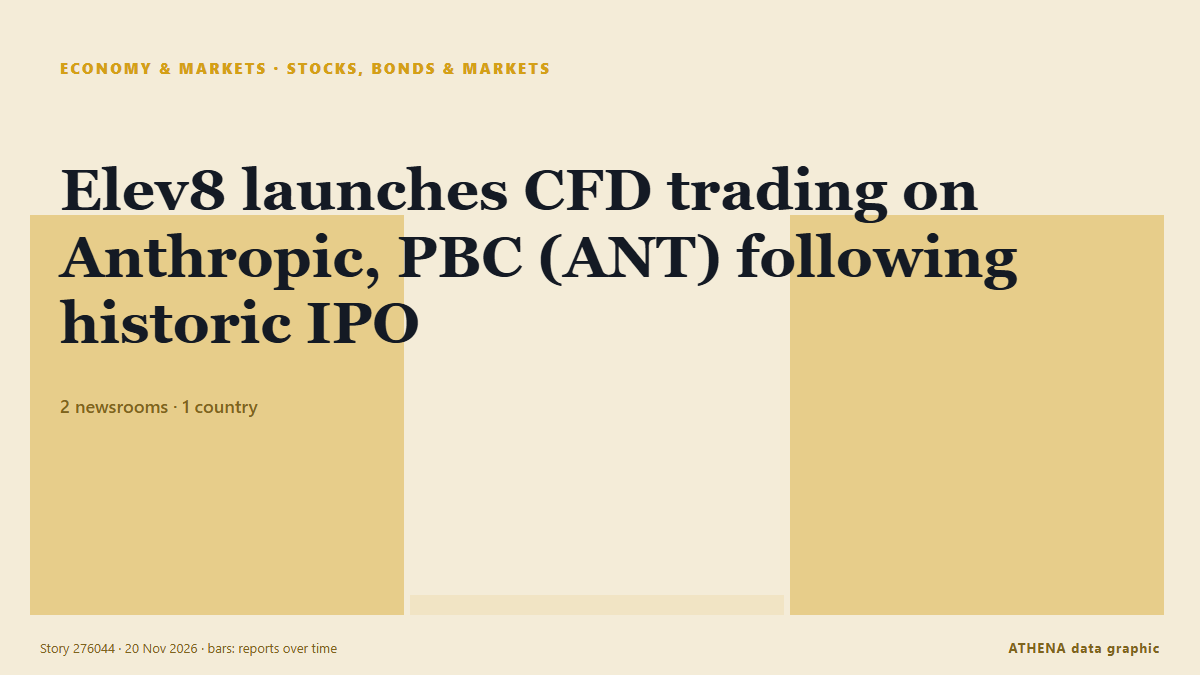 ECONOMY & MARKETS · STOCKS, BONDS & MARKETS
Elev8 launches CFD trading on
Anthropic, PBC (ANT) following
historic IPO
2 newsrooms · 1 country
Story 276044 · 20 Nov 2026 · bars: reports over time
ATHENA data graphic